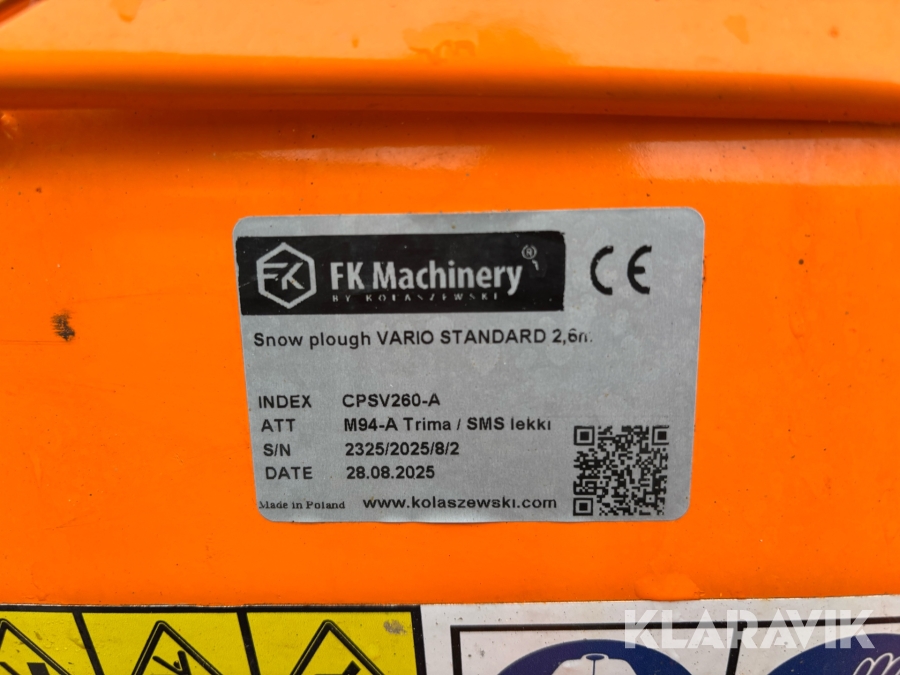 FK FK Machinery ®
BY KOLASZEWSKI
CE
Snow plough VARIO STANDARD 2,6m
INDEX CPSV260-A
ATT M94-A Trima / SMS lekki
S/N 2325/2025/8/2
DATE 28.08.2025
Made in Poland www.kolaszewski.com
KLARAVIK